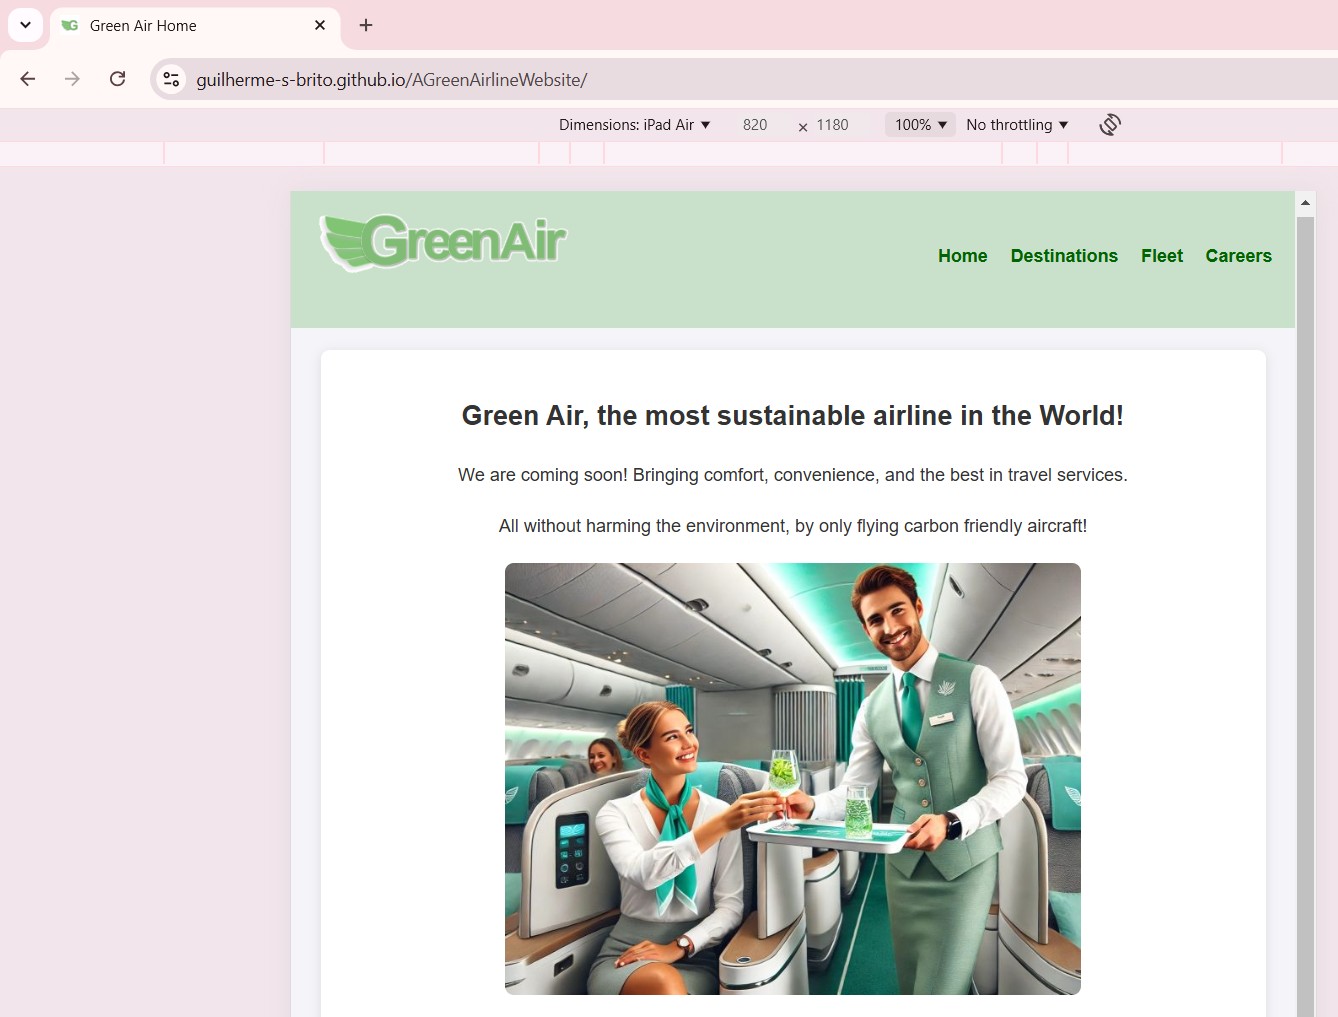 Green Air Home
guilherme-s-brito.github.io/AGreenAirlineWebsite/
Dimensions: iPad Air 820 × 1180 100% No throttling
GreenAir
Home Destinations Fleet Careers
Green Air, the most sustainable airline in the World!
We are coming soon! Bringing comfort, convenience, and the best in travel services.
All without harming the environment, by only flying carbon friendly aircraft!